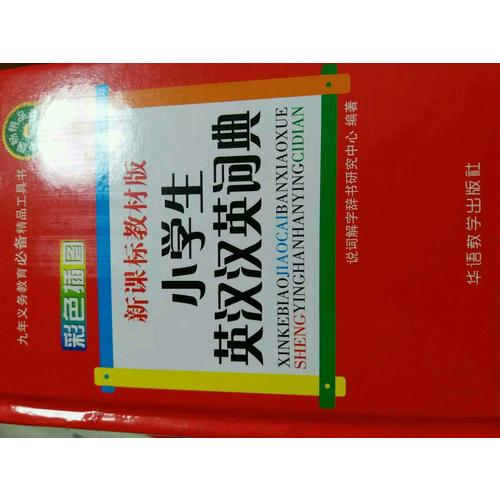 九年义务教育必备精品工具书
彩色插图
新课标教材版
小学生
英汉汉英词典
XINKEBIAOJIAOCAIBANXIAOXUE
SHENGYINGHANHANYINGCIDIAN
说词解字辞书研究中心 编著
华语教学出版社